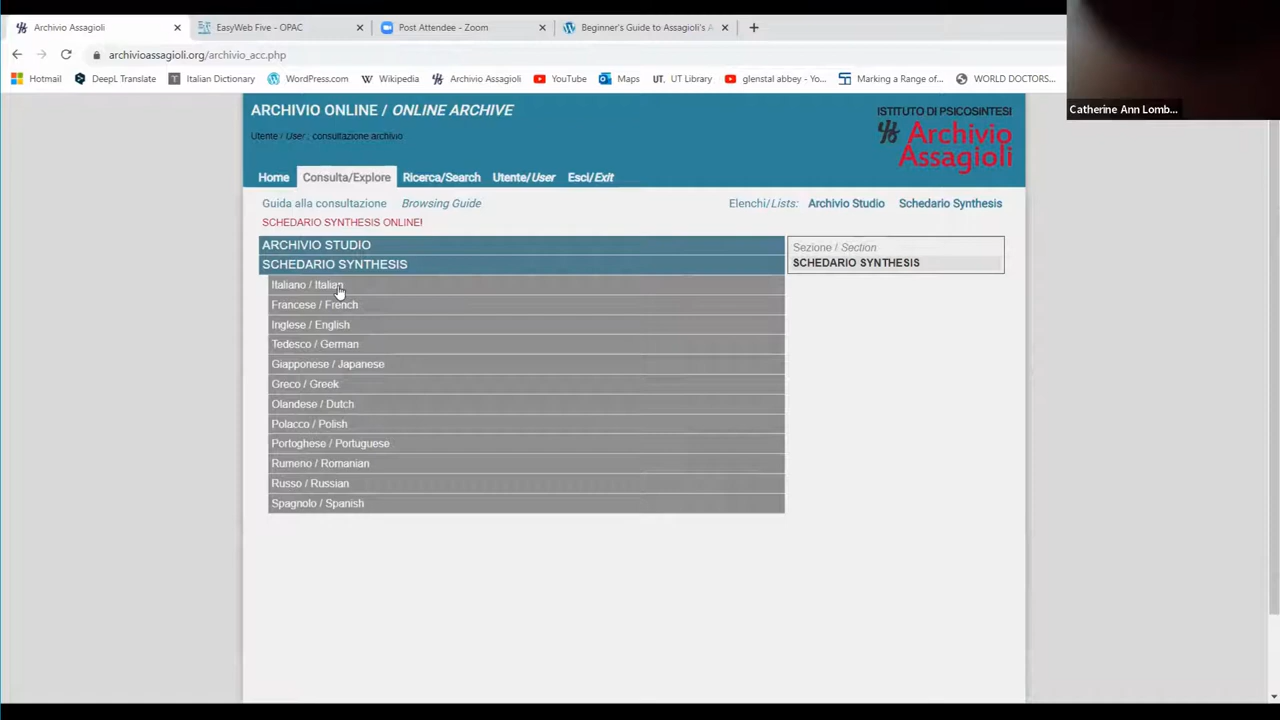 Archivio Assagioli
EasyWeb Five - OPAC
Post Attendee - Zoom
Beginner's Guide to Assagioli's A
archivioassagioli.org/archivio_acc.php
Hotmail
DeepL Translate
Italian Dictionary
WordPress.com
Wikipedia
Archivio Assagioli
YouTube
Maps
UT. UT Library
glenstal abbey - Yo...
Marking a Range of...
WORLD DOCTORS...
Catherine Ann Lomb...
ARCHIVIO ONLINE / ONLINE ARCHIVE
Utente / User : consultazione archivio
ISTITUTO DI PSICOSINTESI
Archivio
Assagioli
Home
Consulta/Explore
Ricerca/Search
Utente/User
Esci/Exit
Guida alla consultazione
Browsing Guide
Elenchi/Lists:
Archivio Studio
Schedario Synthesis
SCHEDARIO SYNTHESIS ONLINE!
ARCHIVIO STUDIO
SCHEDARIO SYNTHESIS
Italiano / Italian
Francese / French
Inglese / English
Tedesco / German
Giapponese / Japanese
Greco / Greek
Olandese / Dutch
Polacco / Polish
Portoghese / Portuguese
Rumeno / Romanian
Russo / Russian
Spagnolo / Spanish
Sezione / Section
SCHEDARIO SYNTHESIS